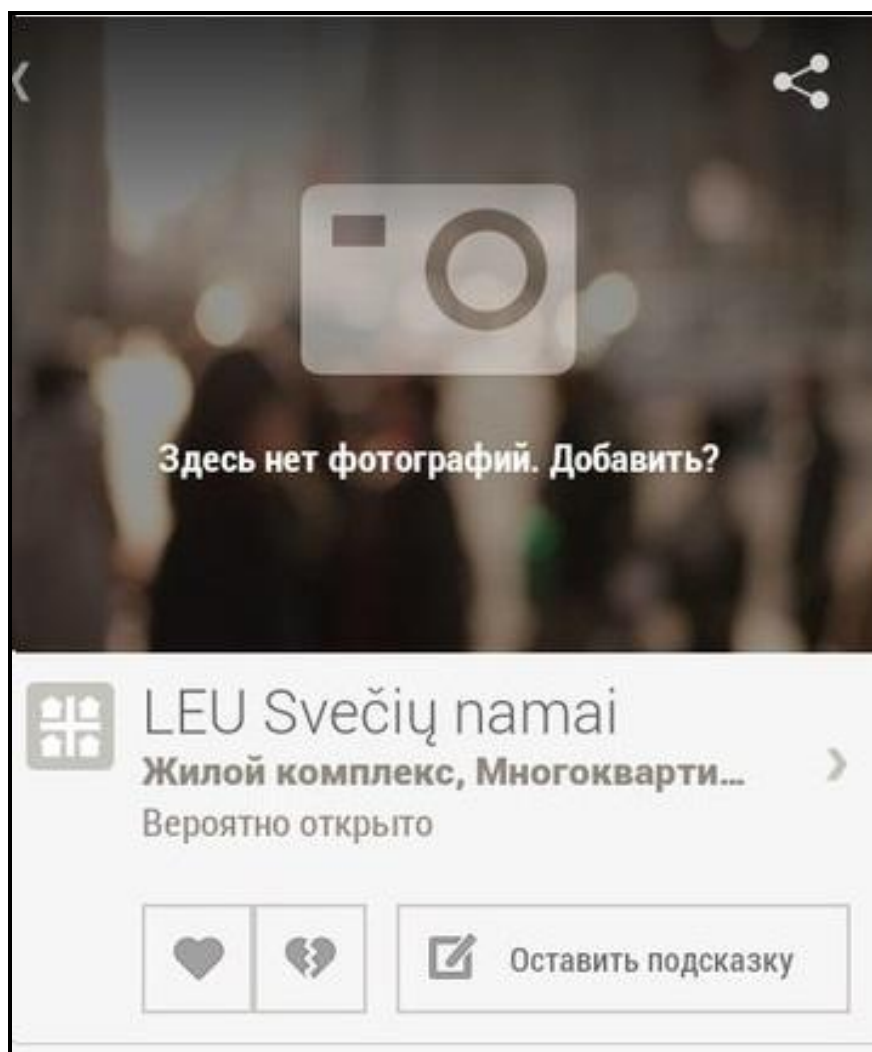 Здесь нет фотографий. Добавить?
LEU Svečių namai
Жилой комплекс, Многокварти...
Вероятно открыто
Оставить подсказку